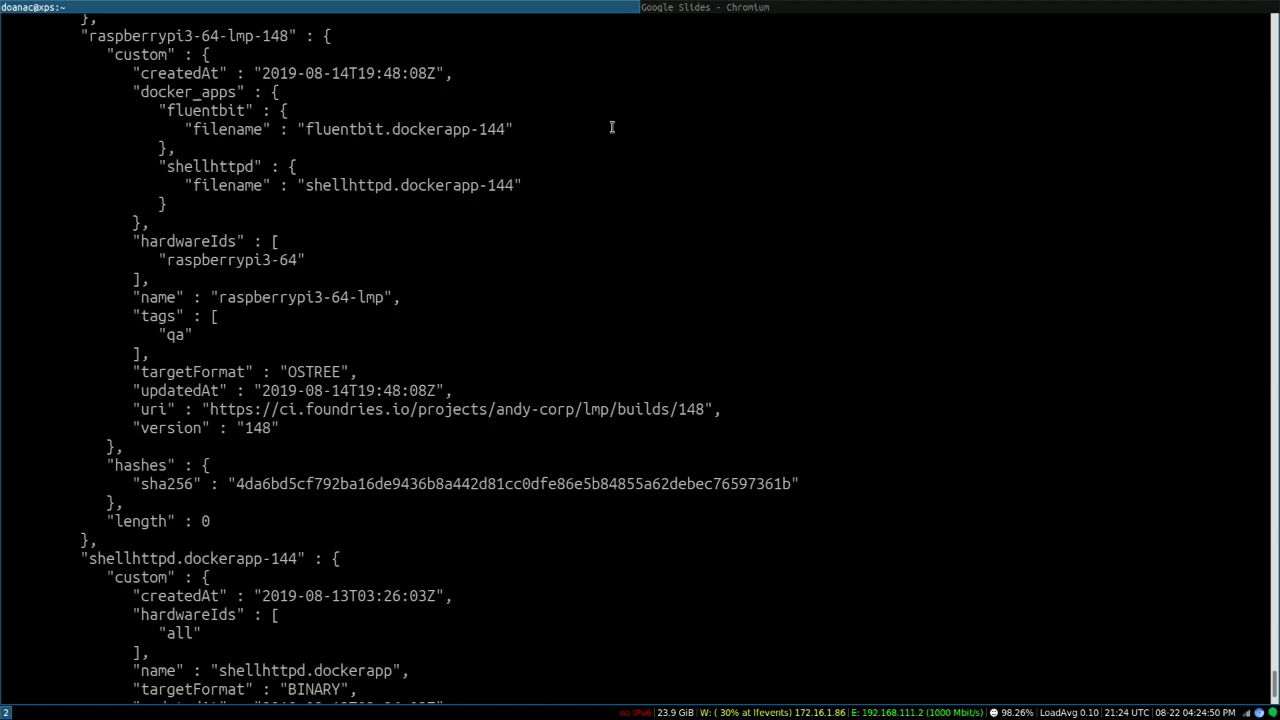 doanac@xps:~
Google Slides - Chromium
},
"raspberrypi3-64-lmp-148" : {
"custom" : {
"createdAt" : "2019-08-14T19:48:08Z",
"docker_apps" : {
"fluentbit" : {
"filename" : "fluentbit.dockerapp-144"
},
"shellhttpd" : {
"filename" : "shellhttpd.dockerapp-144"
}
},
"hardwareIds" : [
"raspberrypi3-64"
],
"name" : "raspberrypi3-64-lmp",
"tags" : [
"qa"
],
"targetFormat" : "OSTREE",
"updatedAt" : "2019-08-14T19:48:08Z",
"uri" : "https://ci.foundries.io/projects/andy-corp/lmp/builds/148",
"version" : "148"
},
"hashes" : {
"sha256" : "4da6bd5cf792ba16de9436b8a442d81cc0dfe86e5b84855a62debec76597361b"
},
"length" : 0
},
"shellhttpd.dockerapp-144" : {
"custom" : {
"createdAt" : "2019-08-13T03:26:03Z",
"hardwareIds" : [
"all"
],
"name" : "shellhttpd.dockerapp",
"targetFormat" : "BINARY",
2
no IPv6 | 23.9 GiB | W: ( 30% at lfevents) 172.16.1.86 | E: 192.168.111.2 (1000 Mbit/s) | 98.26% | LoadAvg 0.10 | 21:24 UTC | 08-22 04:24:50 PM